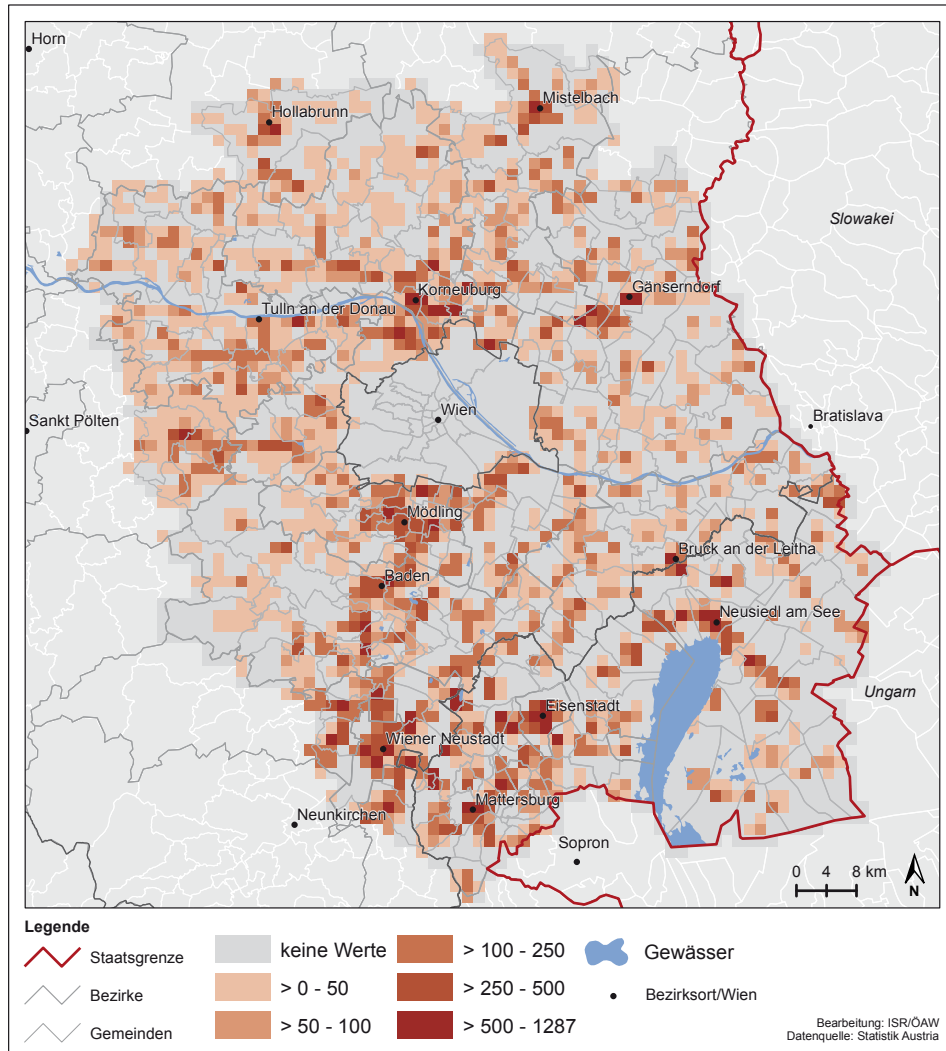 Horn
Mistelbach
Hollabrunn
Slowakei
Gänserndorf
Korneuburg
Tulln an der Donau
Wien
Sankt Pölten
Bratislava
Mödling
Bruck an der Leitha
Baden
Neusiedl am See
Ungarn
Eisenstadt
Wiener Neustadt
Mattersburg
Neunkirchen
Sopron
0 4 8 km
N
Legende
Staatsgrenze
Bezirke
Gemeinden
keine Werte
> 0 - 50
> 50 - 100
> 100 - 250
> 250 - 500
> 500 - 1287
Gewässer
Bezirksort/Wien
Bearbeitung: ISR/ÖAW
Datenquelle: Statistik Austria